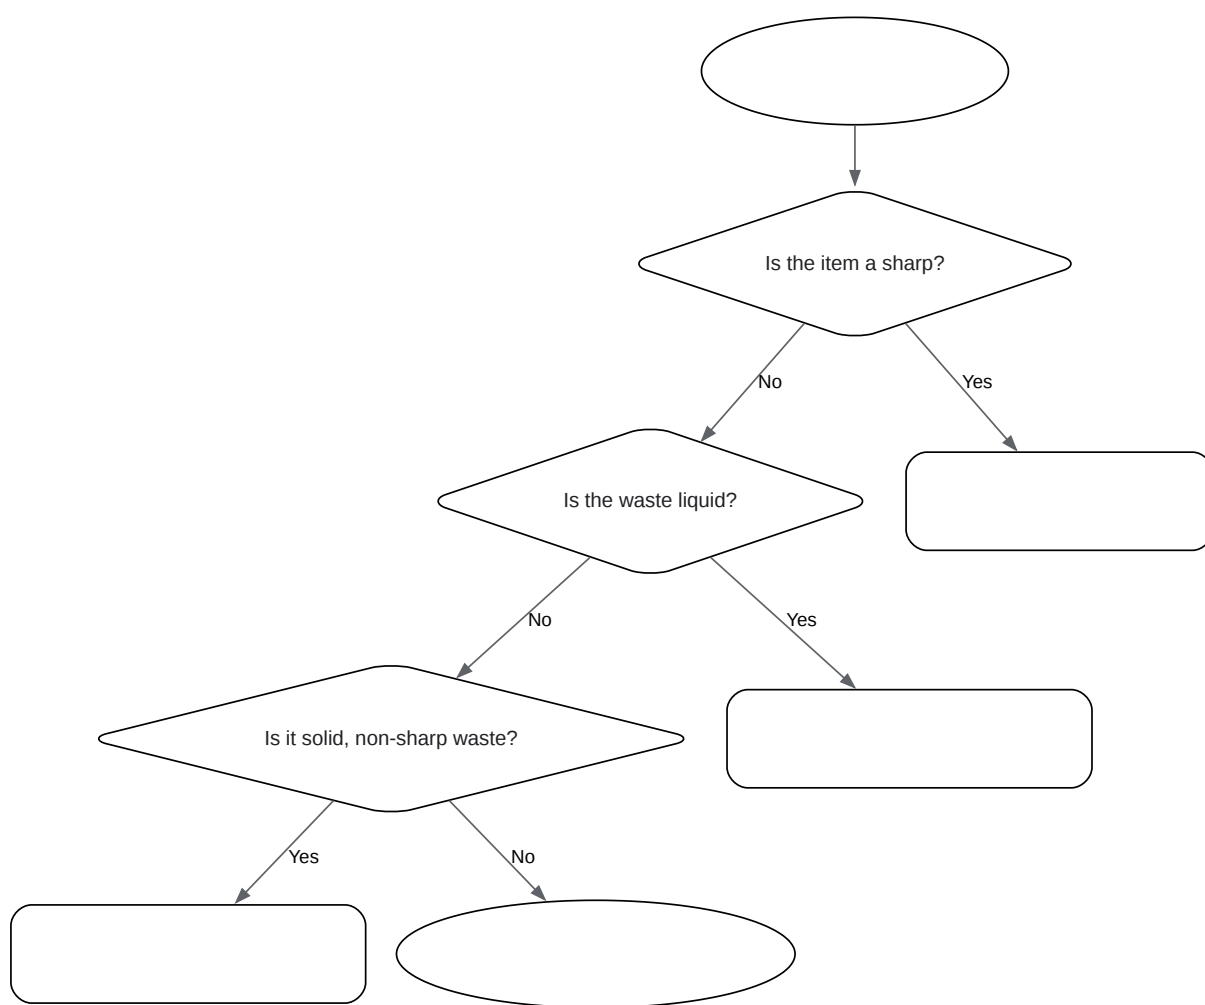 Is the item a sharp?
No
Yes
Is the waste liquid?
No
Yes
Is it solid, non-sharp waste?
Yes
No